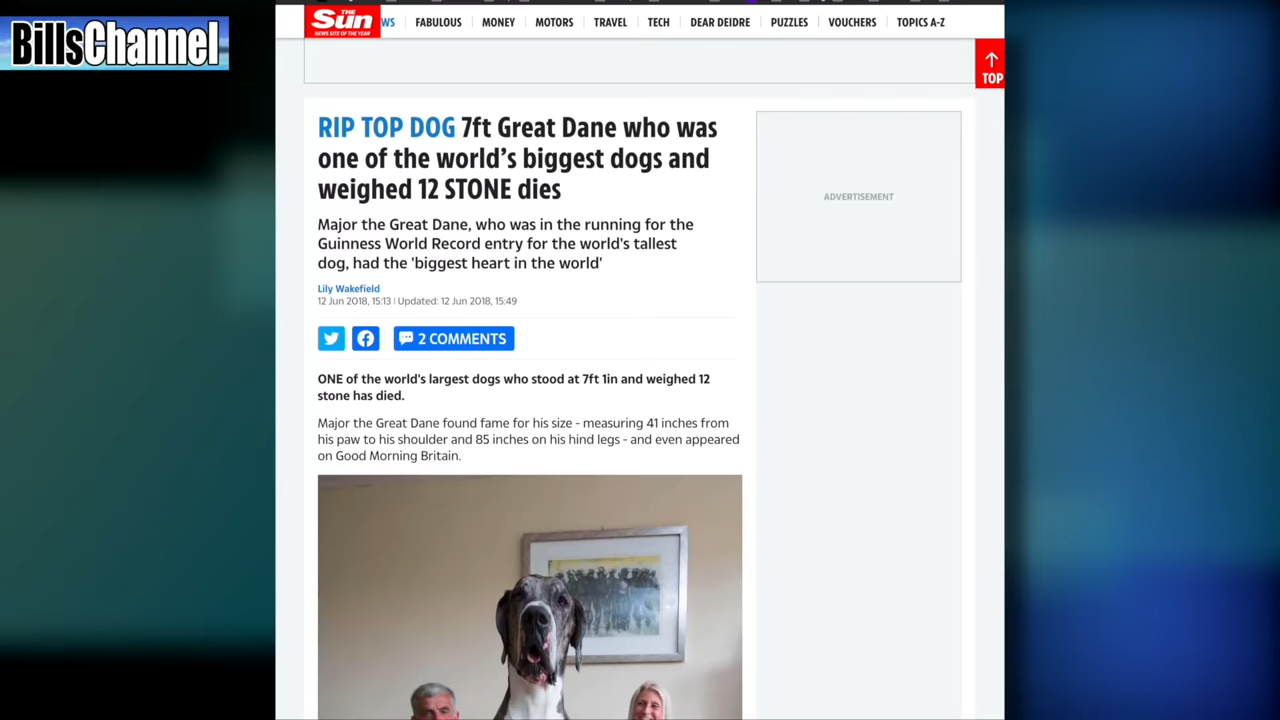 BillsChannel
THE
Sun
NEWS SITE OF THE YEAR
WS
FABULOUS
MONEY
MOTORS
TRAVEL
TECH
DEAR DEIDRE
PUZZLES
VOUCHERS
TOPICS A-Z
TOP
RIP TOP DOG 7ft Great Dane who was
one of the world’s biggest dogs and
weighed 12 STONE dies
Major the Great Dane, who was in the running for the
Guinness World Record entry for the world's tallest
dog, had the 'biggest heart in the world'
Lily Wakefield
12 Jun 2018, 15:13 | Updated: 12 Jun 2018, 15:49
2 COMMENTS
ONE of the world's largest dogs who stood at 7ft 1in and weighed 12
stone has died.
Major the Great Dane found fame for his size - measuring 41 inches from
his paw to his shoulder and 85 inches on his hind legs - and even appeared
on Good Morning Britain.
ADVERTISEMENT